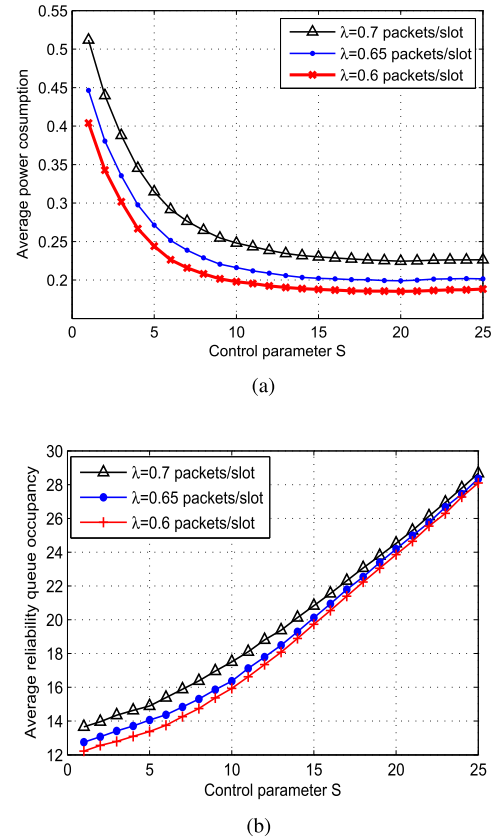 0.55
0.5
0.45
0.4
0.35
0.3
0.25
0.2
Average power cosumption
λ=0.7 packets/slot
λ=0.65 packets/slot
λ=0.6 packets/slot
0 5 10 15 20 25
Control parameter S
(a)
30
28
26
24
22
20
18
16
14
12
Average reliability queue occupancy
λ=0.7 packets/slot
λ=0.65 packets/slot
λ=0.6 packets/slot
0 5 10 15 20 25
Control parameter S
(b)